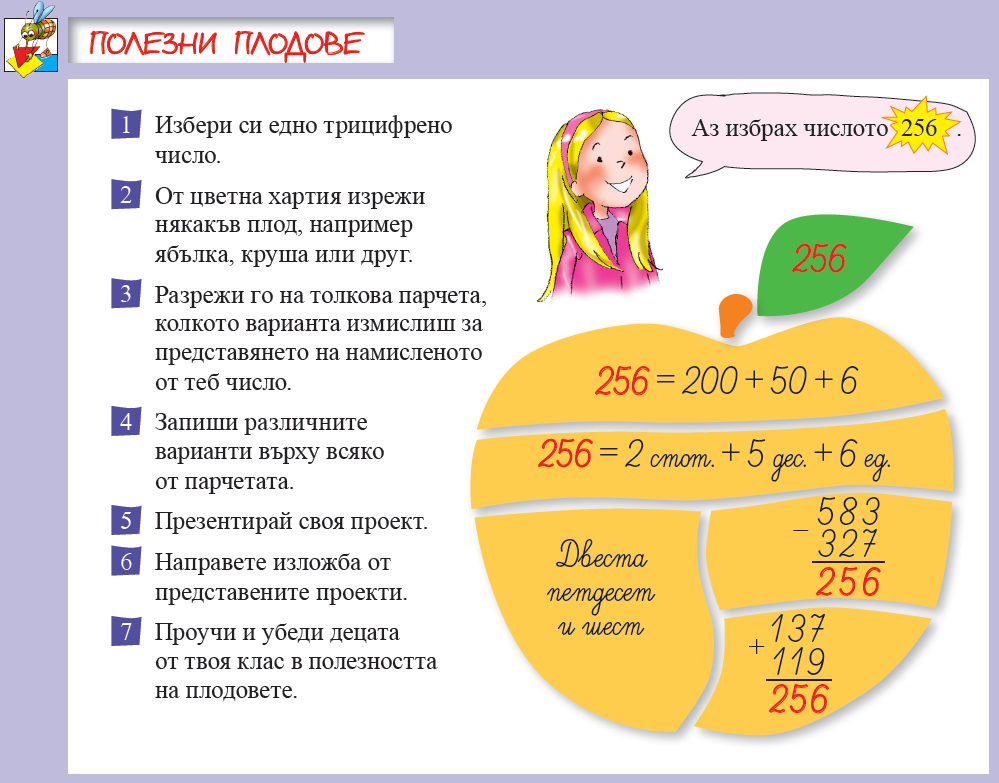 ПОЛЕЗНИ ПЛОДОВЕ
1 Избери си едно трицифрено
число.
2 От цветна хартия изрежи
някакъв плод, например
ябълка, круша или друг.
3 Разрежи го на толкова парчета,
колкото варианта измислиш за
представянето на намисленото
от теб число.
4 Запиши различните
варианти върху всяко
от парчетата.
5 Презентирай своя проект.
6 Направете изложба от
представените проекти.
7 Проучи и убеди децата
от твоя клас в полезността
на плодовете.
Аз избрах числото 256.
256
256 = 200 + 50 + 6
256 = 2 стот. + 5 дес. + 6 ед.
Двеста
петдесет
и шест
583
− 327
256
137
+ 119
256